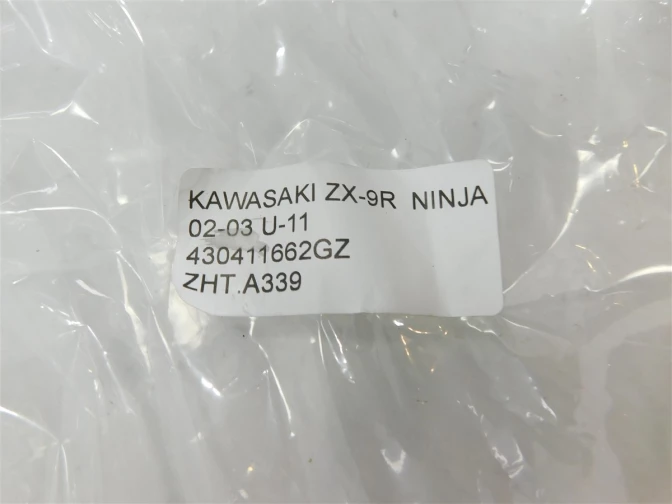 KAWASAKI ZX-9R NINJA
02-03 U-11
430411662GZ
ZHT.A339